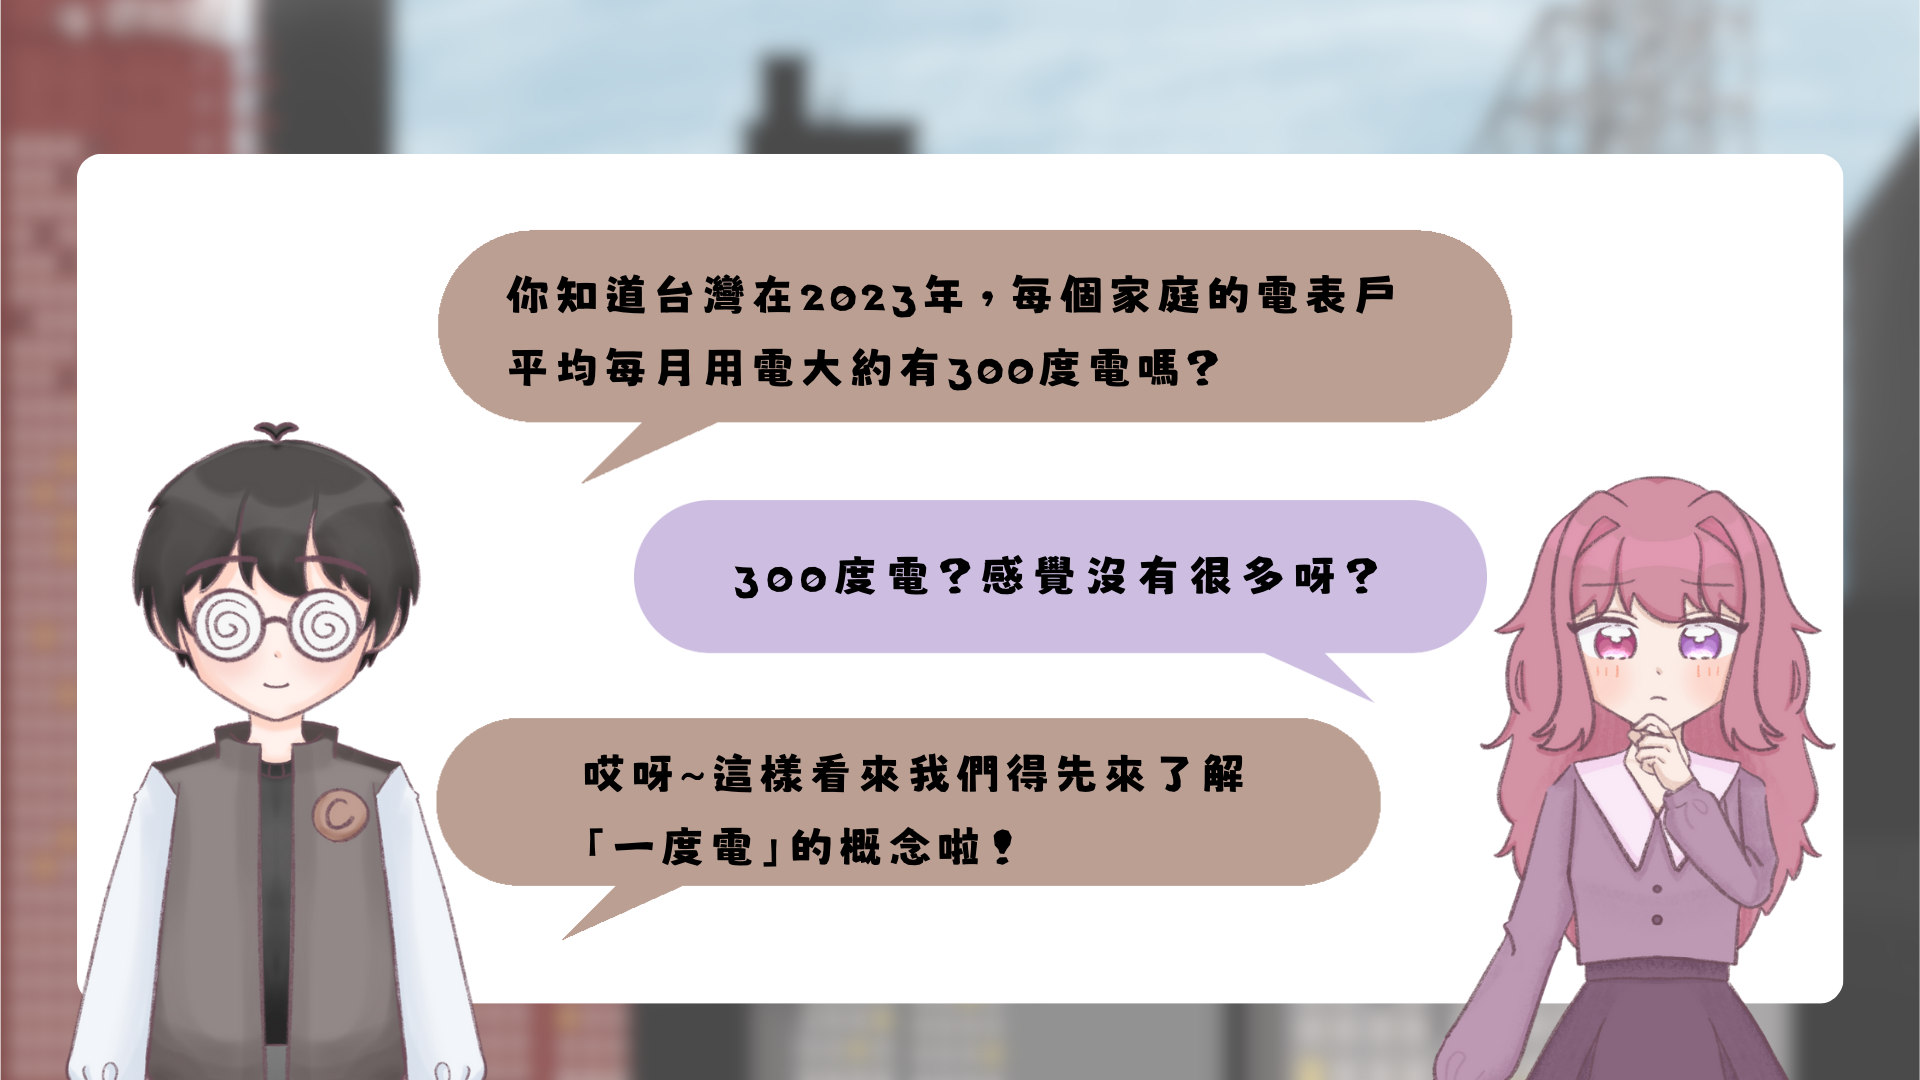 你知道台灣在2023年，每個家庭的電表戶
平均每月用電大約有300度電嗎？
300度電？感覺沒有很多呀？
哎呀~這樣看來我們得先來了解
「一度電」的概念啦！
C